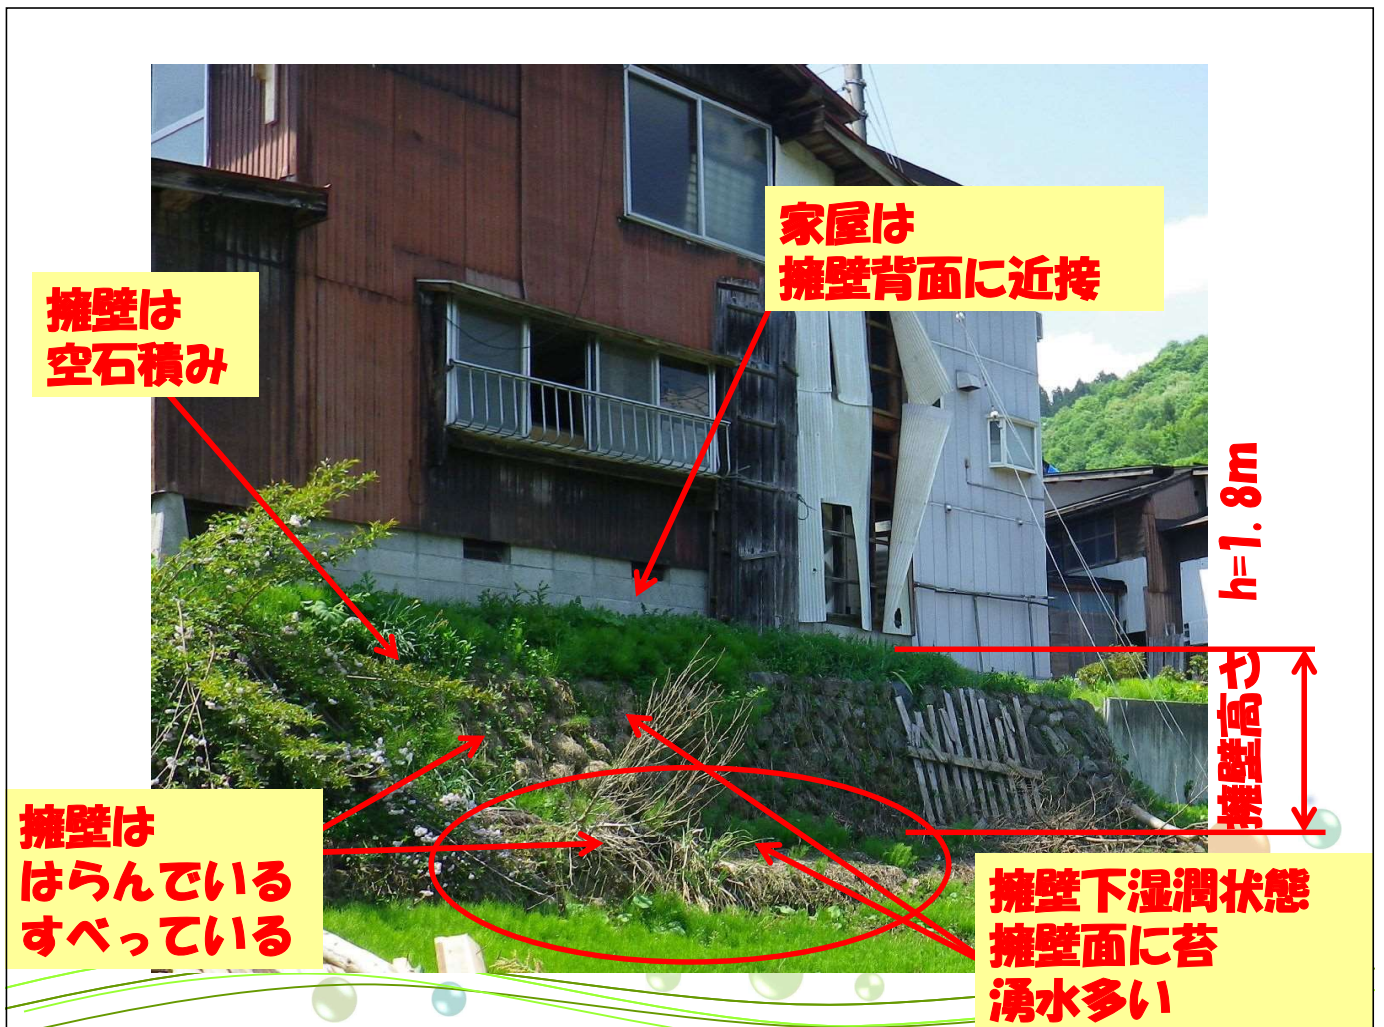 家屋は
擁壁背面に近接
擁壁は
空石積み
擁壁高さ h=1.8m
擁壁は
はらんでいる
すべっている
擁壁下湿潤状態
擁壁面に苔
湧水多い